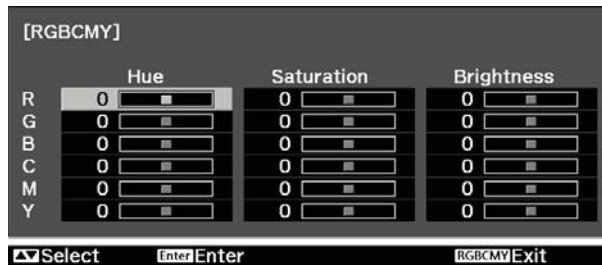 [RGBCMY]
Hue Saturation Brightness
R 0 0 0
G 0 0 0
B 0 0 0
C 0 0 0
M 0 0 0
Y 0 0 0
Select Enter Enter RGBCMY Exit